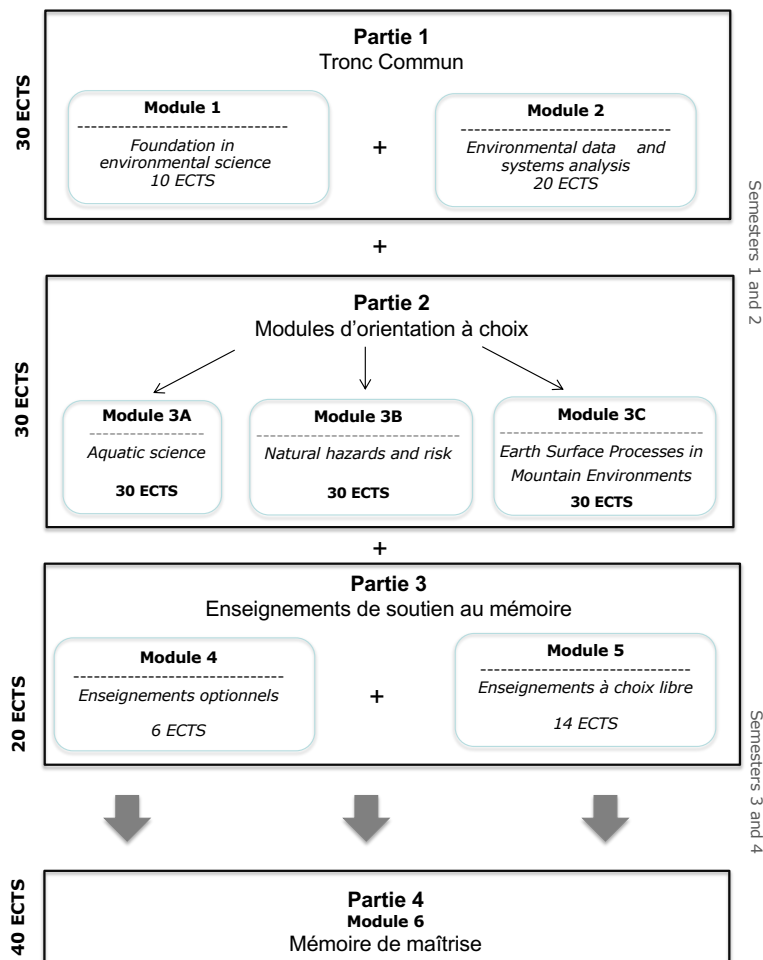 Partie 1
Tronc Commun
30 ECTS
Module 1
---------------------------
Foundation in
environmental science
10 ECTS
+
Module 2
---------------------------
Environmental data and
systems analysis
20 ECTS
Semesters 1 and 2
+
Partie 2
Modules d'orientation à choix
30 ECTS
Module 3A
---------------------
Aquatic science
30 ECTS
Module 3B
---------------------------
Natural hazards and risk
30 ECTS
Module 3C
---------------------------
Earth Surface Processes in
Mountain Environments
30 ECTS
+
Partie 3
Enseignements de soutien au mémoire
20 ECTS
Module 4
---------------------------
Enseignements optionnels
6 ECTS
+
Module 5
---------------------------
Enseignements à choix libre
14 ECTS
Semesters 3 and 4
40 ECTS
Partie 4
Module 6
Mémoire de maîtrise